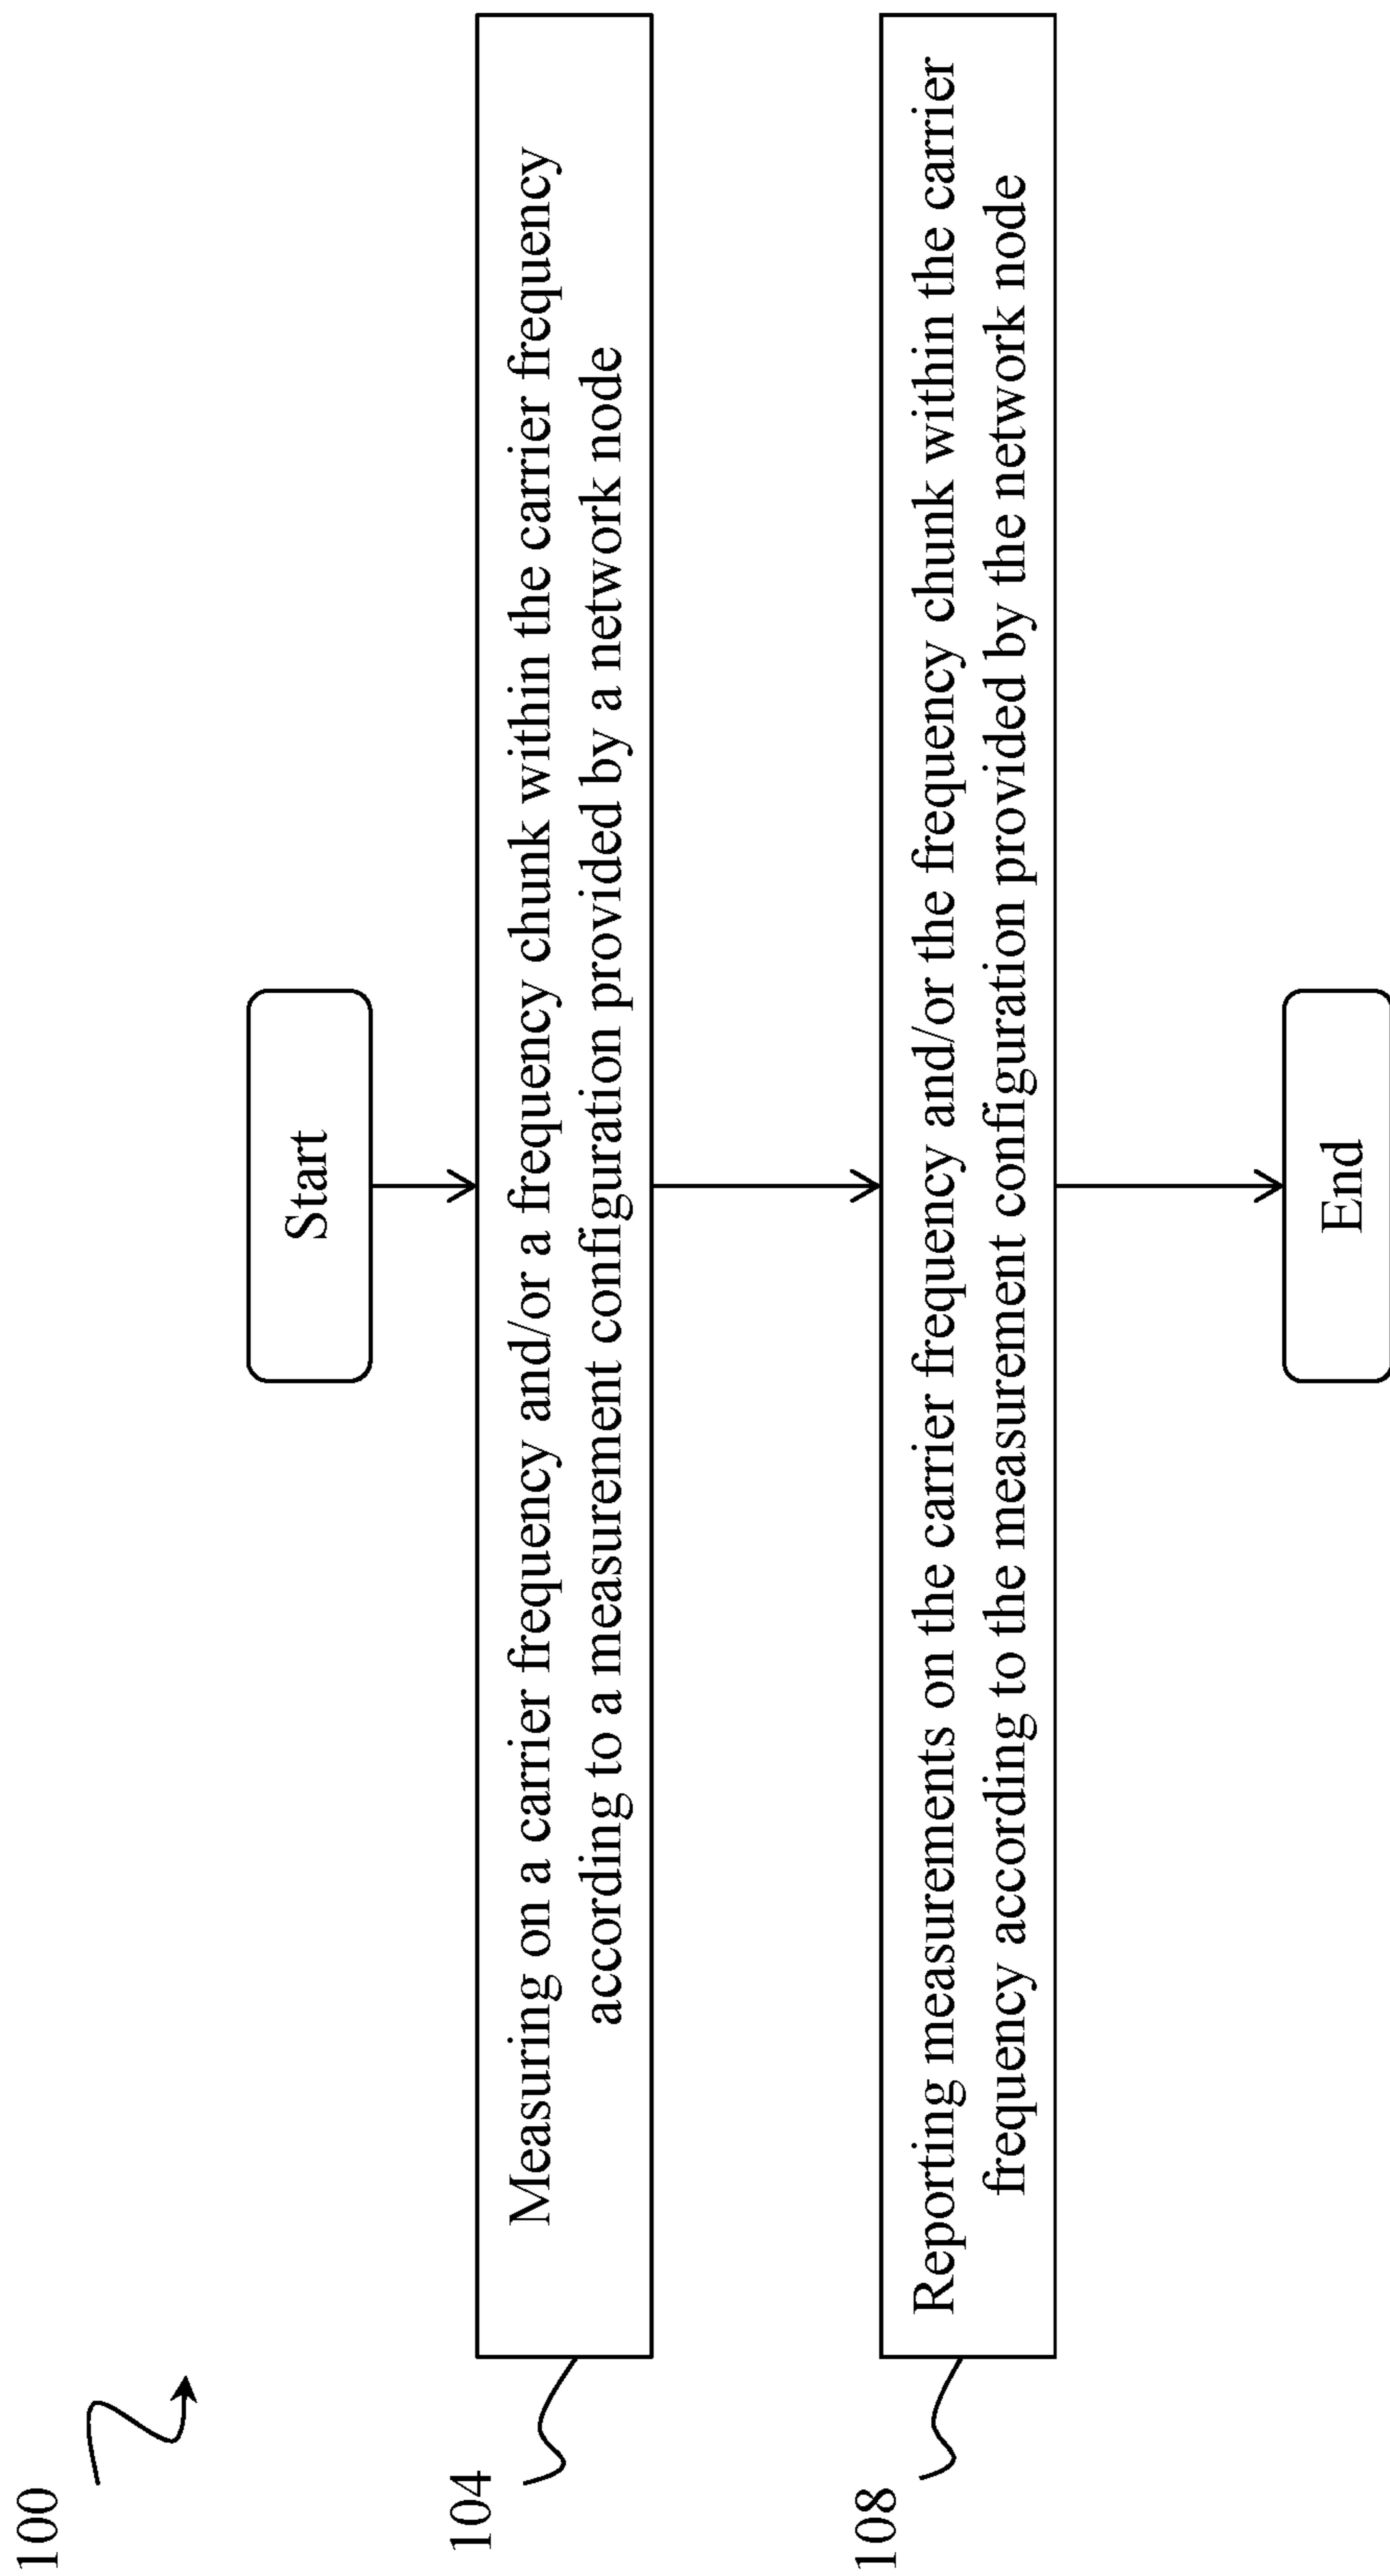 100
Start
104
Measuring on a carrier frequency and/or a frequency chunk within the carrier frequency
according to a measurement configuration provided by a network node
108
Reporting measurements on the carrier frequency and/or the frequency chunk within the carrier
frequency according to the measurement configuration provided by the network node
End